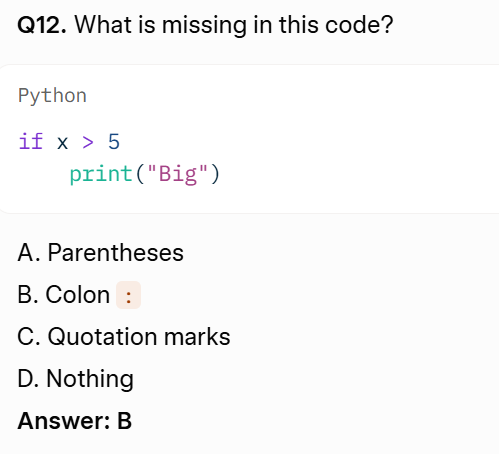 Q12. What is missing in this code?
Python
if x > 5
    print("Big")
A. Parentheses
B. Colon :
C. Quotation marks
D. Nothing
Answer: B